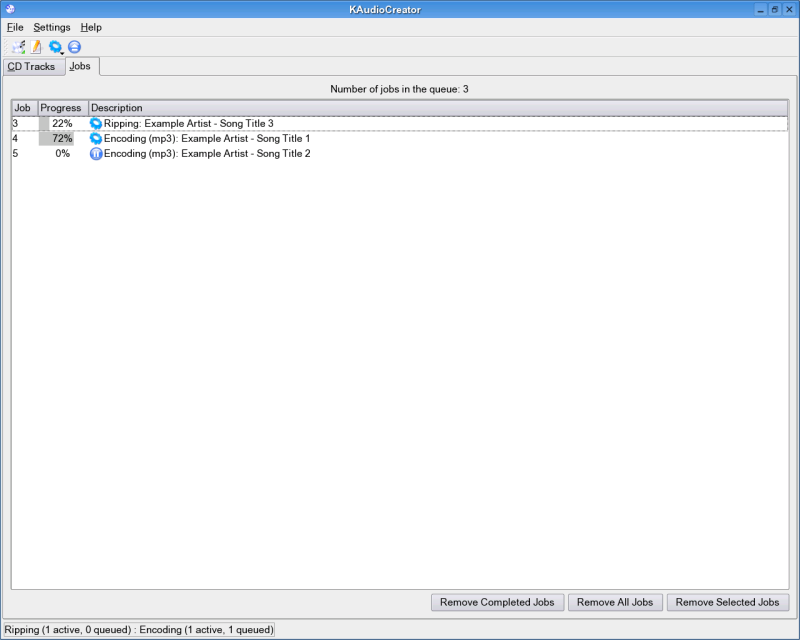 KAudioCreator
File Settings Help
CD Tracks Jobs
Number of jobs in the queue: 3
Job Progress Description
3 22% Ripping: Example Artist - Song Title 3
4 72% Encoding (mp3): Example Artist - Song Title 1
5 0% Encoding (mp3): Example Artist - Song Title 2
Remove Completed Jobs Remove All Jobs Remove Selected Jobs
Ripping (1 active, 0 queued) : Encoding (1 active, 1 queued)